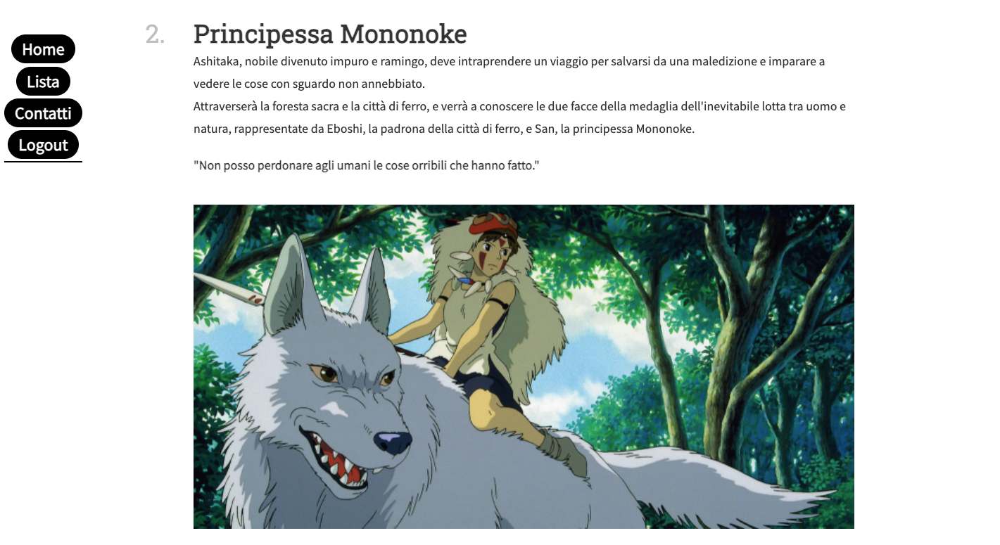 Home
Lista
Contatti
Logout
2. Principessa Mononoke
Ashitaka, nobile divenuto impuro e ramingo, deve intraprendere un viaggio per salvarsi da una maledizione e imparare a
vedere le cose con sguardo non annebbiato.
Attraverserà la foresta sacra e la città di ferro, e verrà a conoscere le due facce della medaglia dell'inevitabile lotta tra uomo e
natura, rappresentate da Eboshi, la padrona della città di ferro, e San, la principessa Mononoke.
"Non posso perdonare agli umani le cose orribili che hanno fatto."